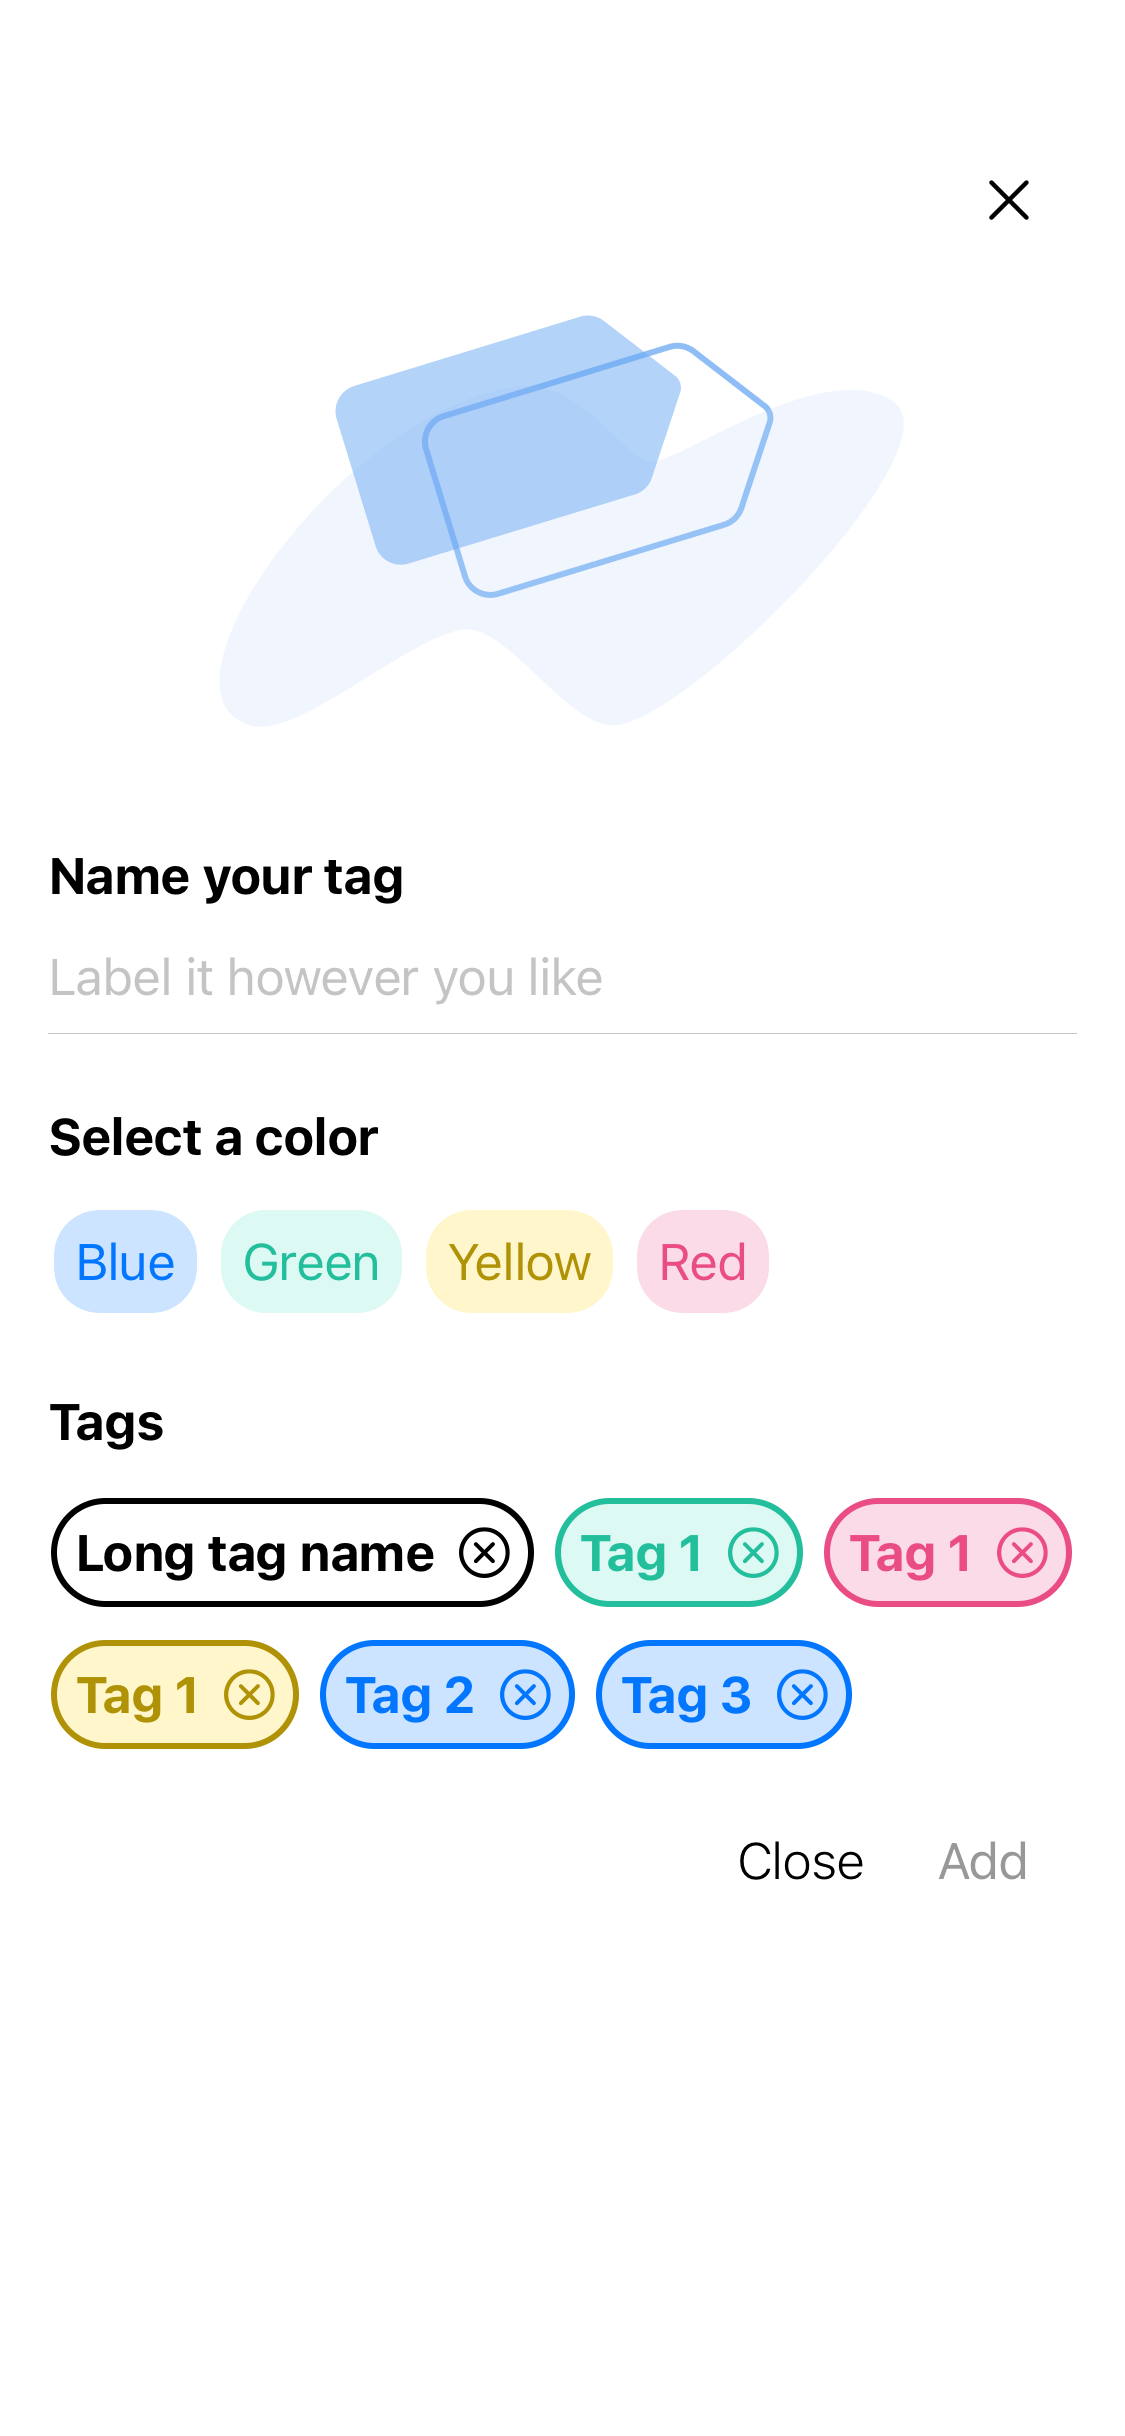 Name your tag
Label it however you like
Select a color
Blue Green Yellow Red
Tags
Long tag name Tag 1 Tag 1
Tag 1 Tag 2 Tag 3
Close Add